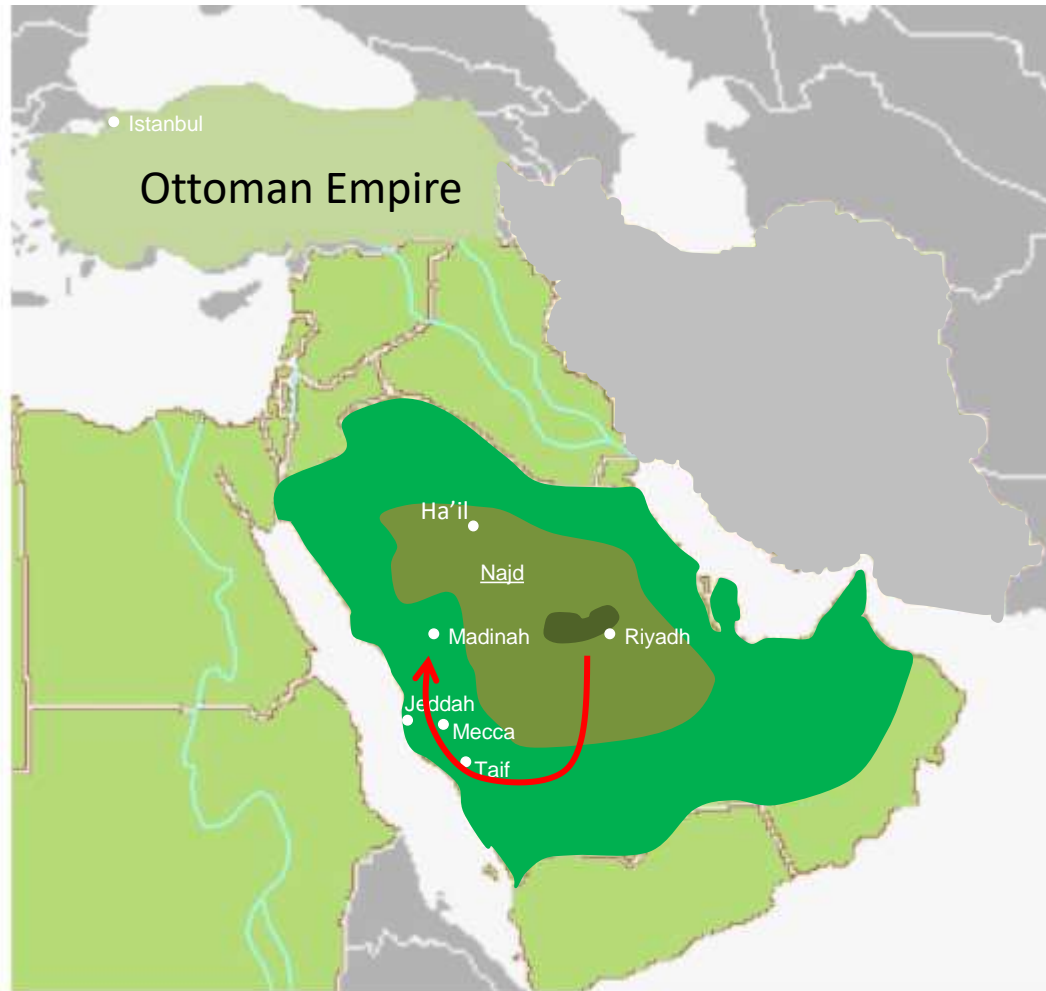 Istanbul
Ottoman Empire
Ha’il
Najd
Madinah
Riyadh
Jeddah
Mecca
Taif